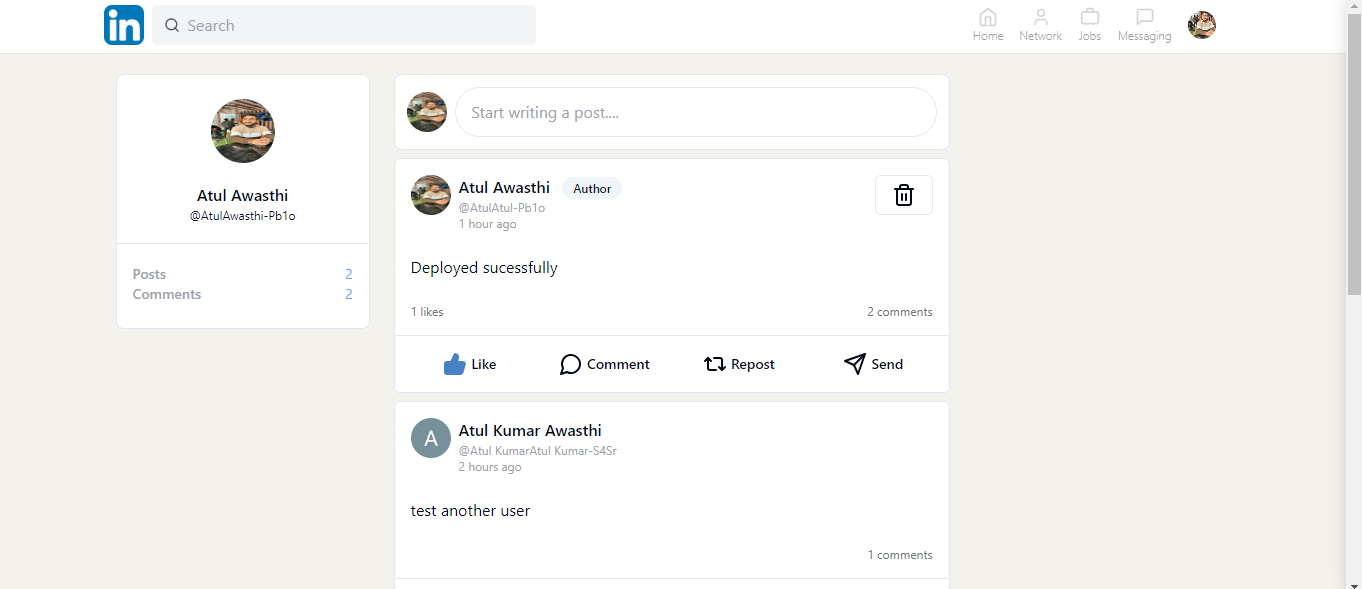 in Search
Home Network Jobs Messaging
Atul Awasthi
@AtulAwasthi-Pb1o
Posts 2
Comments 2
Start writing a post....
Atul Awasthi Author
@AtulAtul-Pb1o
1 hour ago
Deployed sucessfully
1 likes 2 comments
Like Comment Repost Send
A Atul Kumar Awasthi
@Atul KumarAtul Kumar-S4Sr
2 hours ago
test another user
1 comments